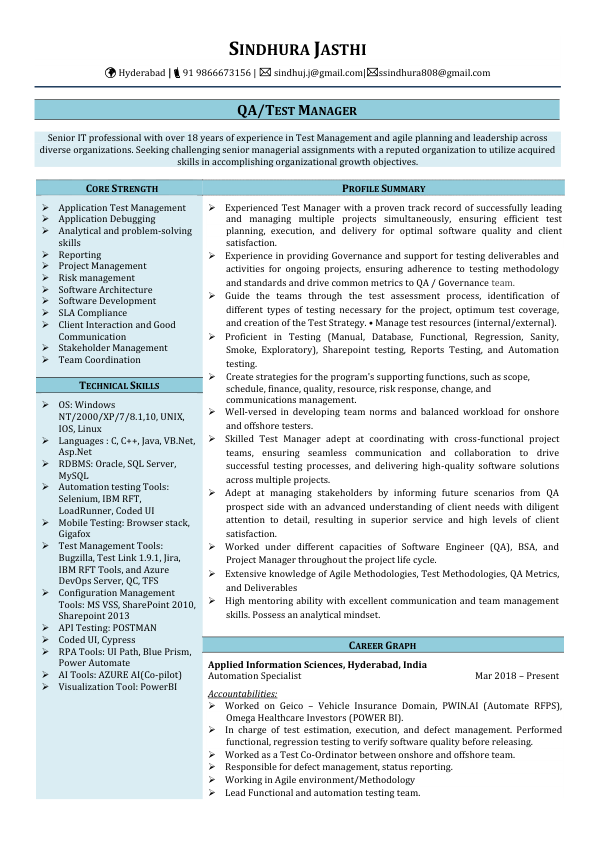 SINDHURA JASTHI
Hyderabad | 91 9866673156 | sindhuj.j@gmail.com| ssindhura808@gmail.com
QA/TEST MANAGER
Senior IT professional with over 18 years of experience in Test Management and agile planning and leadership across
diverse organizations. Seeking challenging senior managerial assignments with a reputed organization to utilize acquired
skills in accomplishing organizational growth objectives.
CORE STRENGTH
➢ Application Test Management
➢ Application Debugging
➢ Analytical and problem-solving
skills
➢ Reporting
➢ Project Management
➢ Risk management
➢ Software Architecture
➢ Software Development
➢ SLA Compliance
➢ Client Interaction and Good
Communication
➢ Stakeholder Management
➢ Team Coordination
TECHNICAL SKILLS
➢ OS: Windows
NT/2000/XP/7/8.1,10, UNIX,
IOS, Linux
➢ Languages : C, C++, Java, VB.Net,
Asp.Net
➢ RDBMS: Oracle, SQL Server,
MySQL
➢ Automation testing Tools:
Selenium, IBM RFT,
LoadRunner, Coded UI
➢ Mobile Testing: Browser stack,
Gigafox
➢ Test Management Tools:
Bugzilla, Test Link 1.9.1, Jira,
IBM RFT Tools, and Azure
DevOps Server, QC, TFS
➢ Configuration Management
Tools: MS VSS, SharePoint 2010,
Sharepoint 2013
➢ API Testing: POSTMAN
➢ Coded UI, Cypress
➢ RPA Tools: UI Path, Blue Prism,
Power Automate
➢ AI Tools: AZURE AI(Co-pilot)
➢ Visualization Tool: PowerBI
PROFILE SUMMARY
➢ Experienced Test Manager with a proven track record of successfully leading
and managing multiple projects simultaneously, ensuring efficient test
planning, execution, and delivery for optimal software quality and client
satisfaction.
➢ Experience in providing Governance and support for testing deliverables and
activities for ongoing projects, ensuring adherence to testing methodology
and standards and drive common metrics to QA / Governance team.
➢ Guide the teams through the test assessment process, identification of
different types of testing necessary for the project, optimum test coverage,
and creation of the Test Strategy. • Manage test resources (internal/external).
➢ Proficient in Testing (Manual, Database, Functional, Regression, Sanity,
Smoke, Exploratory), Sharepoint testing, Reports Testing, and Automation
testing.
➢ Create strategies for the program's supporting functions, such as scope,
schedule, finance, quality, resource, risk response, change, and
communications management.
➢ Well-versed in developing team norms and balanced workload for onshore
and offshore testers.
➢ Skilled Test Manager adept at coordinating with cross-functional project
teams, ensuring seamless communication and collaboration to drive
successful testing processes, and delivering high-quality software solutions
across multiple projects.
➢ Adept at managing stakeholders by informing future scenarios from QA
prospect side with an advanced understanding of client needs with diligent
attention to detail, resulting in superior service and high levels of client
satisfaction.
➢ Worked under different capacities of Software Engineer (QA), BSA, and
Project Manager throughout the project life cycle.
➢ Extensive knowledge of Agile Methodologies, Test Methodologies, QA Metrics,
and Deliverables
➢ High mentoring ability with excellent communication and team management
skills. Possess an analytical mindset.
CAREER GRAPH
Applied Information Sciences, Hyderabad, India
Automation Specialist Mar 2018 – Present
Accountabilities:
➢ Worked on Geico – Vehicle Insurance Domain, PWIN.AI (Automate RFPS),
Omega Healthcare Investors (POWER BI).
➢ In charge of test estimation, execution, and defect management. Performed
functional, regression testing to verify software quality before releasing.
➢ Worked as a Test Co-Ordinator between onshore and offshore team.
➢ Responsible for defect management, status reporting.
➢ Working in Agile environment/Methodology
➢ Lead Functional and automation testing team.